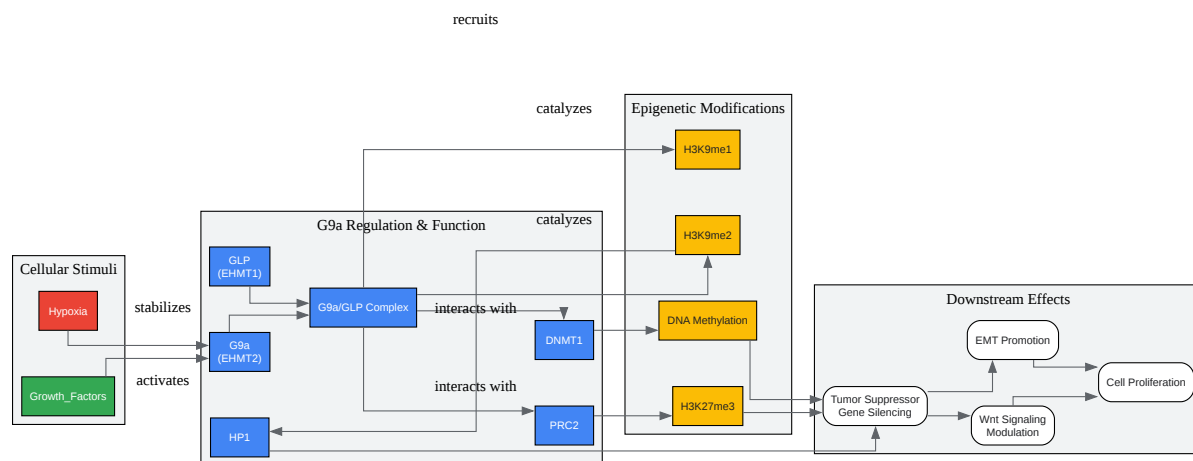 recruits
catalyzes
Epigenetic Modifications
H3K9me1
G9a Regulation & Function
catalyzes
H3K9me2
Cellular Stimuli
GLP
(EHMT1)
Hypoxia
stabilizes
G9a/GLP Complex
interacts with
DNMT1
DNA Methylation
Downstream Effects
EMT Promotion
G9a
(EHMT2)
Growth_Factors
activates
interacts with
Cell Proliferation
HP1
PRC2
H3K27me3
Tumor Suppressor
Gene Silencing
Wnt Signaling
Modulation